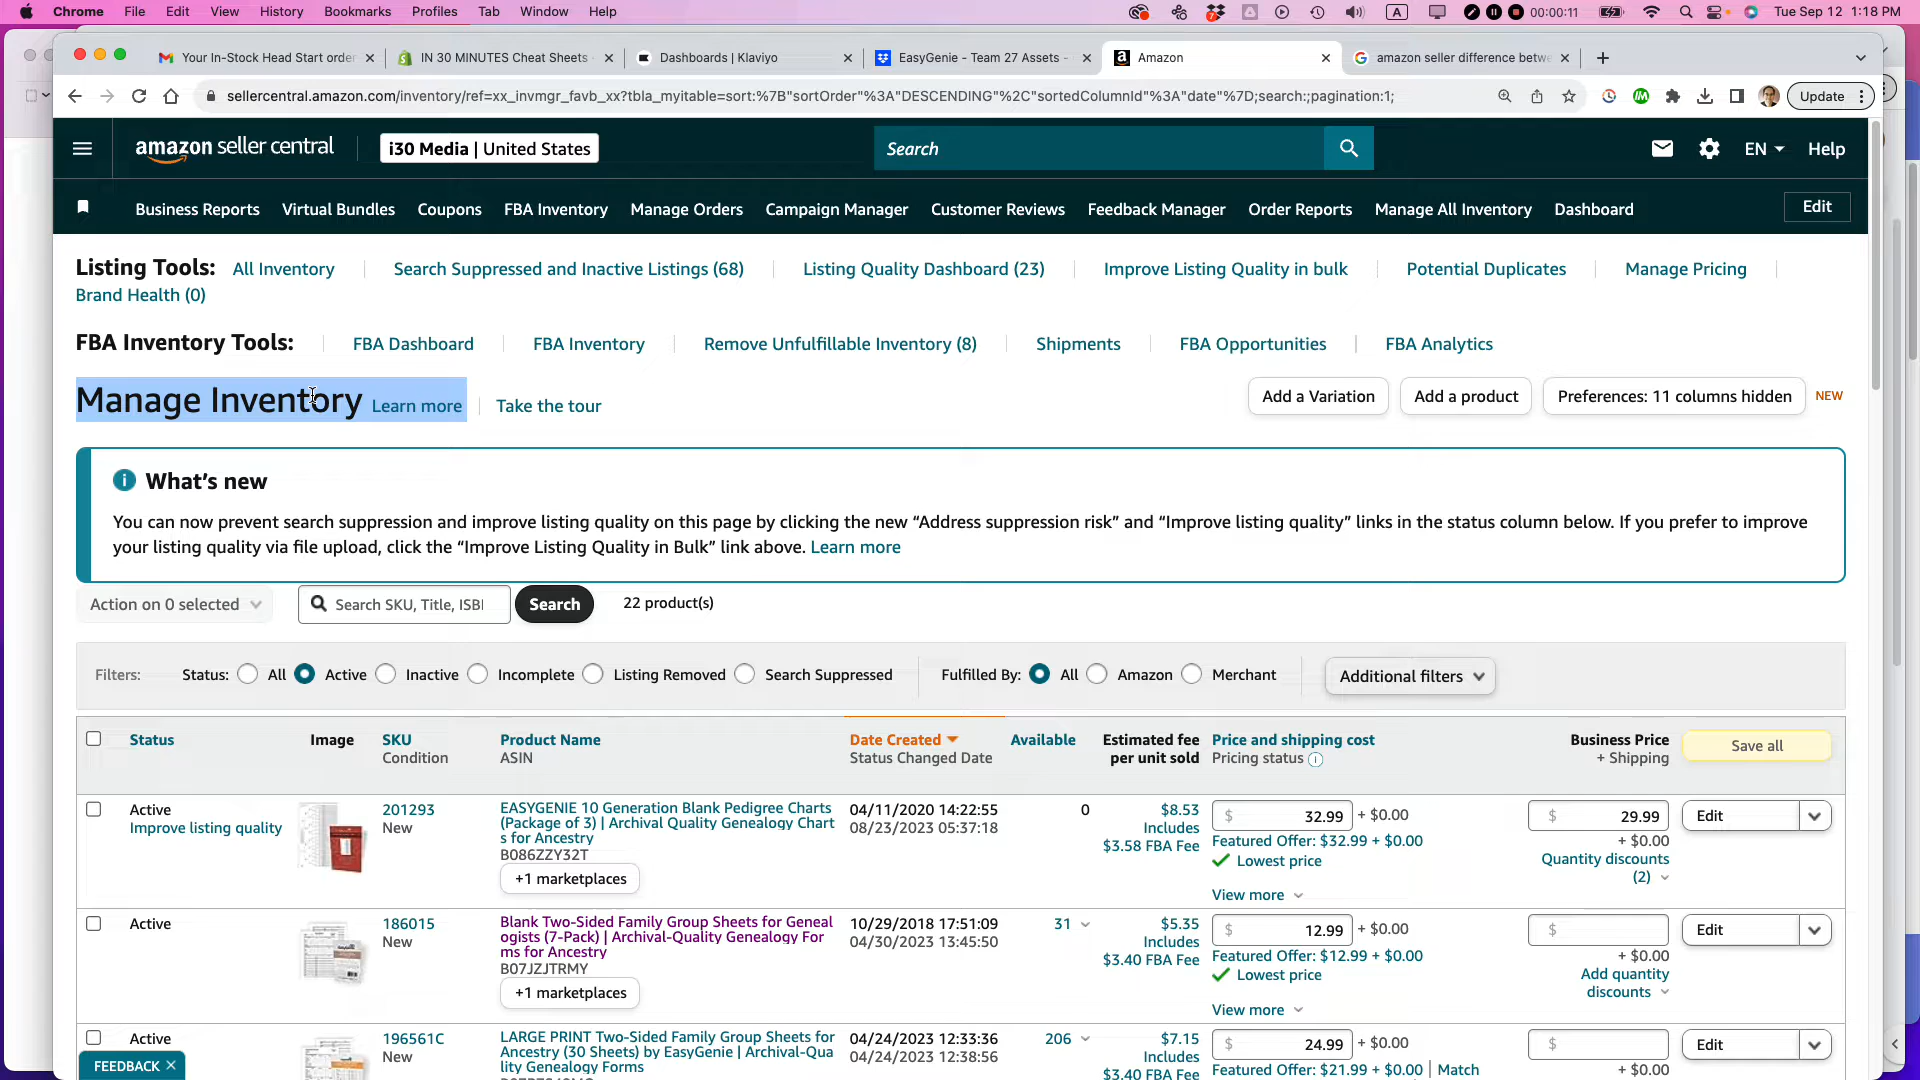 Chrome File Edit View History Bookmarks Profiles Tab Window Help A 00:00:11 Tue Sep 12 1:18 PM
Your In-Stock Head Start order IN 30 MINUTES Cheat Sheets Dashboards | Klaviyo EasyGenie - Team 27 Assets - Amazon amazon seller difference betwe
sellercentral.amazon.com/inventory/ref=xx_invmgr_favb_xx?tbla_myitable=sort:%7B"sortOrder"%3A"DESCENDING"%2C"sortedColumnId"%3A"date"%7D;search:;pagination:1; Update
amazon seller central i30 Media | United States Search EN Help
Business Reports Virtual Bundles Coupons FBA Inventory Manage Orders Campaign Manager Customer Reviews Feedback Manager Order Reports Manage All Inventory Dashboard Edit
Listing Tools: All Inventory Search Suppressed and Inactive Listings (68) Listing Quality Dashboard (23) Improve Listing Quality in bulk Potential Duplicates Manage Pricing
Brand Health (0)
FBA Inventory Tools: FBA Dashboard FBA Inventory Remove Unfulfillable Inventory (8) Shipments FBA Opportunities FBA Analytics
Manage Inventory Learn more Take the tour Add a Variation Add a product Preferences: 11 columns hidden NEW
What's new
You can now prevent search suppression and improve listing quality on this page by clicking the new “Address suppression risk” and “Improve listing quality” links in the status column below. If you prefer to improve
your listing quality via file upload, click the “Improve Listing Quality in Bulk” link above. Learn more
Action on 0 selected Search SKU, Title, ISBN Search 22 product(s)
Filters: Status: All Active Inactive Incomplete Listing Removed Search Suppressed Fulfilled By: All Amazon Merchant Additional filters
Status Image SKU Product Name Date Created Available Estimated fee Price and shipping cost Business Price Save all
Condition ASIN Status Changed Date per unit sold Pricing status + Shipping
Active 201293 EASYGENIE 10 Generation Blank Pedigree Charts 04/11/2020 14:22:55 0 $8.53 $ 32.99 + $0.00 $ 29.99 Edit
Improve listing quality New (Package of 3) | Archival Quality Genealogy Chart 08/23/2023 05:37:18 Includes Featured Offer: $32.99 + $0.00 + $0.00
s for Ancestry $3.58 FBA Fee Lowest price Quantity discounts
B086ZZY32T (2)
+1 marketplaces View more
Active 186015 Blank Two-Sided Family Group Sheets for Geneal 10/29/2018 17:51:09 31 $5.35 $ 12.99 + $0.00 $ Edit
New ogists (7-Pack) | Archival-Quality Genealogy For 04/30/2023 13:45:50 Includes Featured Offer: $12.99 + $0.00 + $0.00
ms for Ancestry $3.40 FBA Fee Lowest price Add quantity
B07JZJTRMY discounts
+1 marketplaces View more
Active 196561C LARGE PRINT Two-Sided Family Group Sheets for 04/24/2023 12:33:36 206 $7.15 $ 24.99 + $0.00 $ Edit
New Ancestry (30 Sheets) by EasyGenie | Archival-Qua 04/24/2023 12:38:56 Includes Featured Offer: $21.99 + $0.00 | Match + $0.00
lity Genealogy Forms $3.40 FBA Fee
FEEDBACK